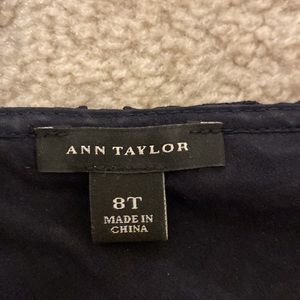 ANN TAYLOR
8T
MADE IN
CHINA